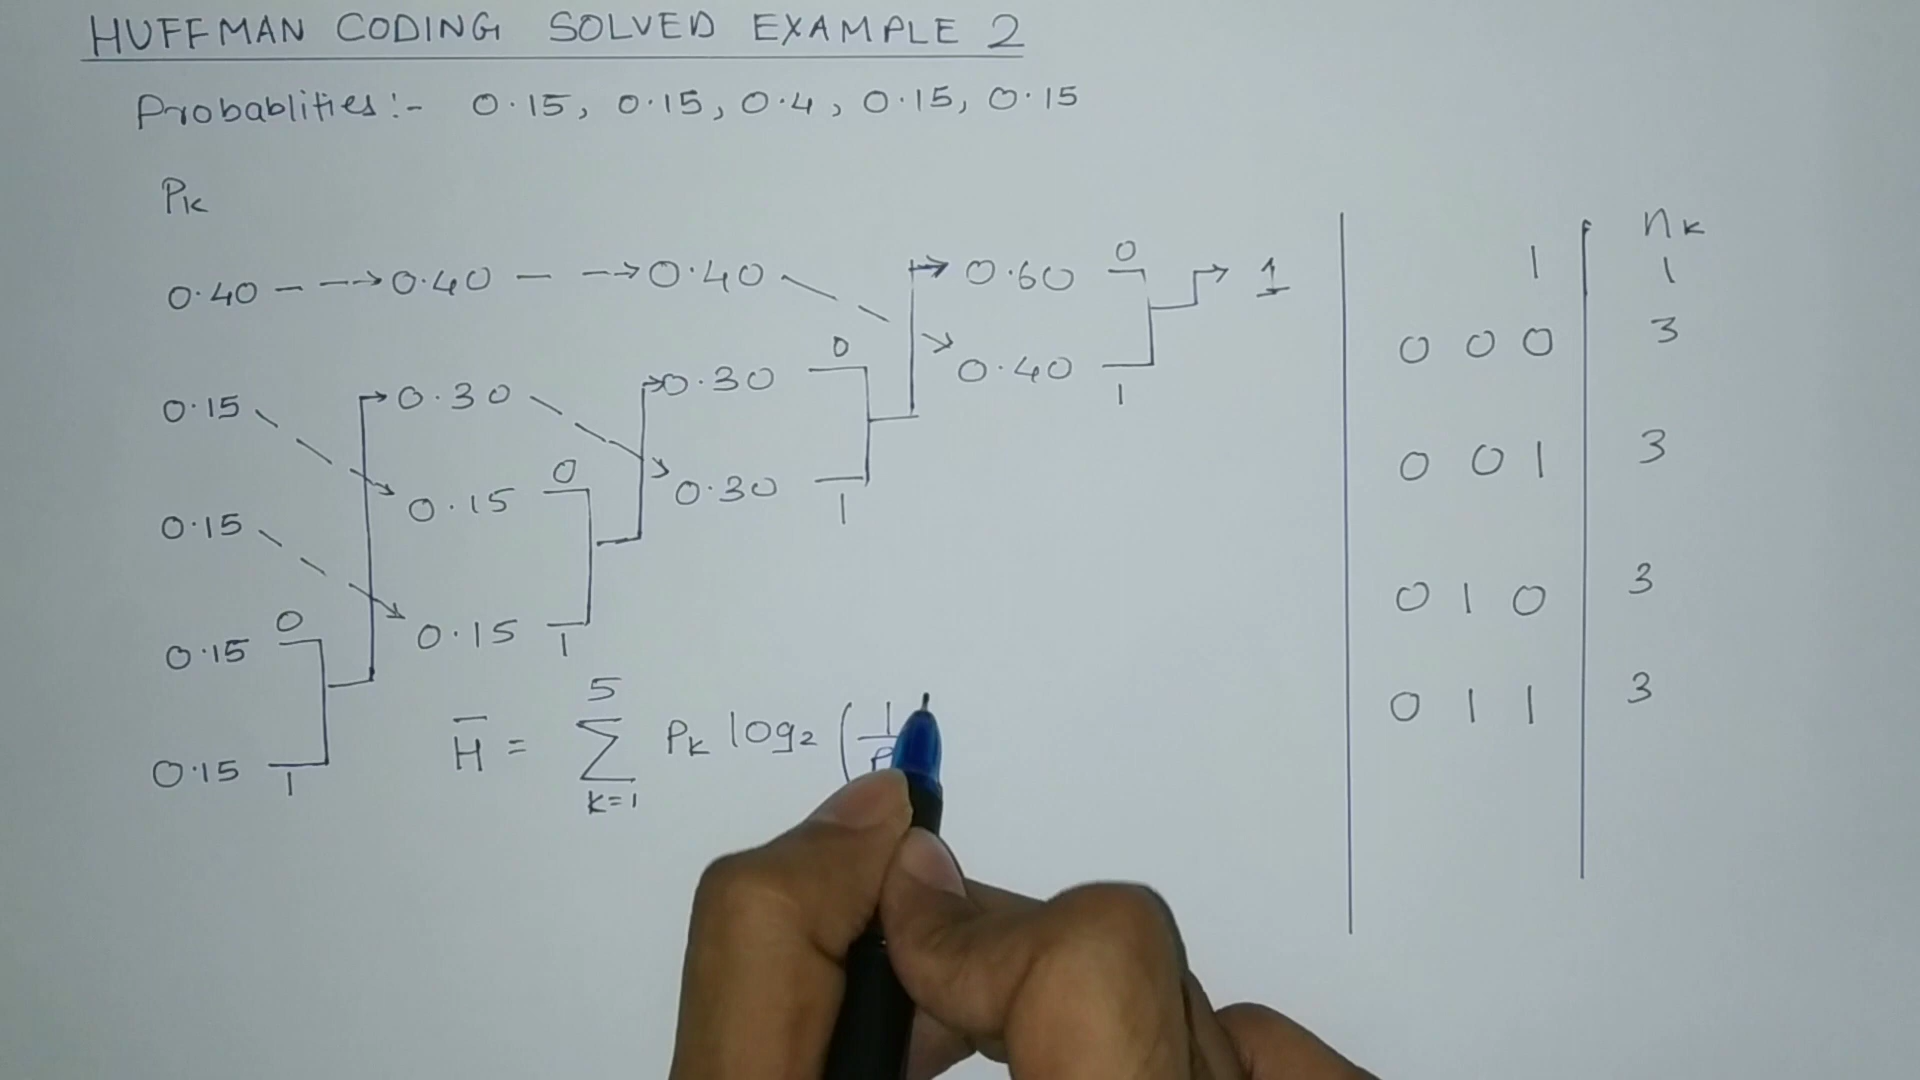 HUFFMAN CODING SOLVED EXAMPLE 2
Probablities:- 0.15, 0.15, 0.4, 0.15, 0.15
Pk
nk
0.40 0.40 0.40 0.60 0 1 1 1
0.40 1
0.15 0.30 0.30 0 0 0 0 3
0.15 0 0.30 1 0 0 1 3
0.15 0.15 1
0.15 0 0 1 0 3
0.15 1 0 1 1 3
H = 5 Σ k=1 Pk log2 ( 1 P